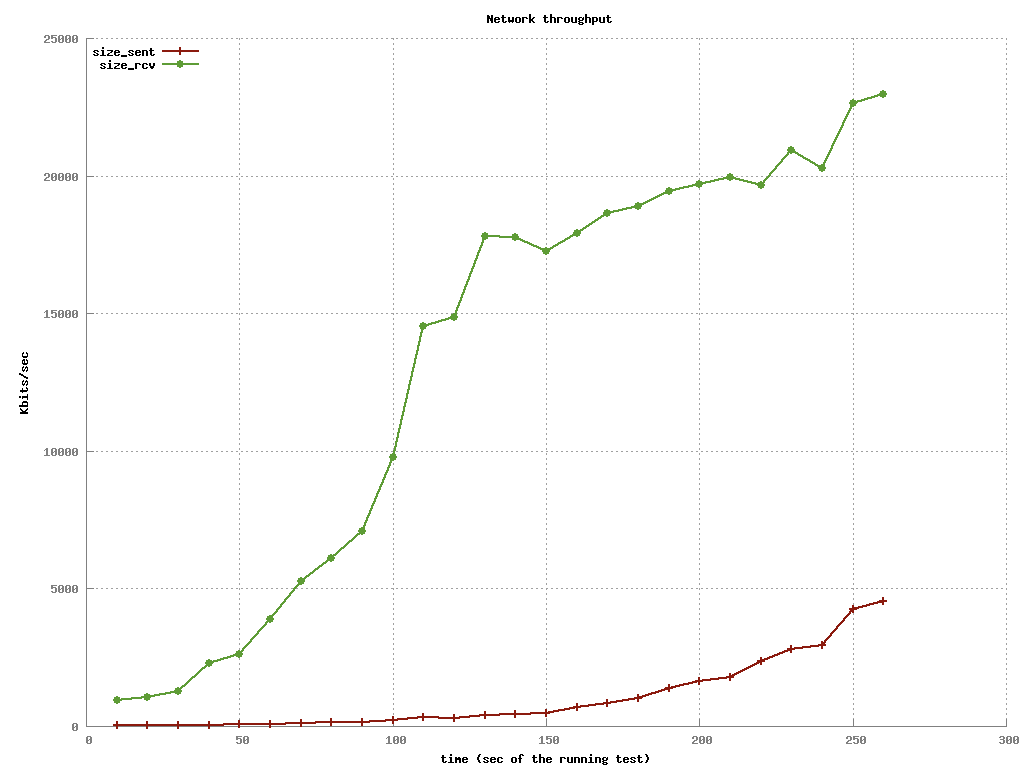 Network throughput
25000
size_sent
size_rcv
20000
15000
Kbits/sec
10000
5000
0
0 50 100 150 200 250 300
time (sec of the running test)